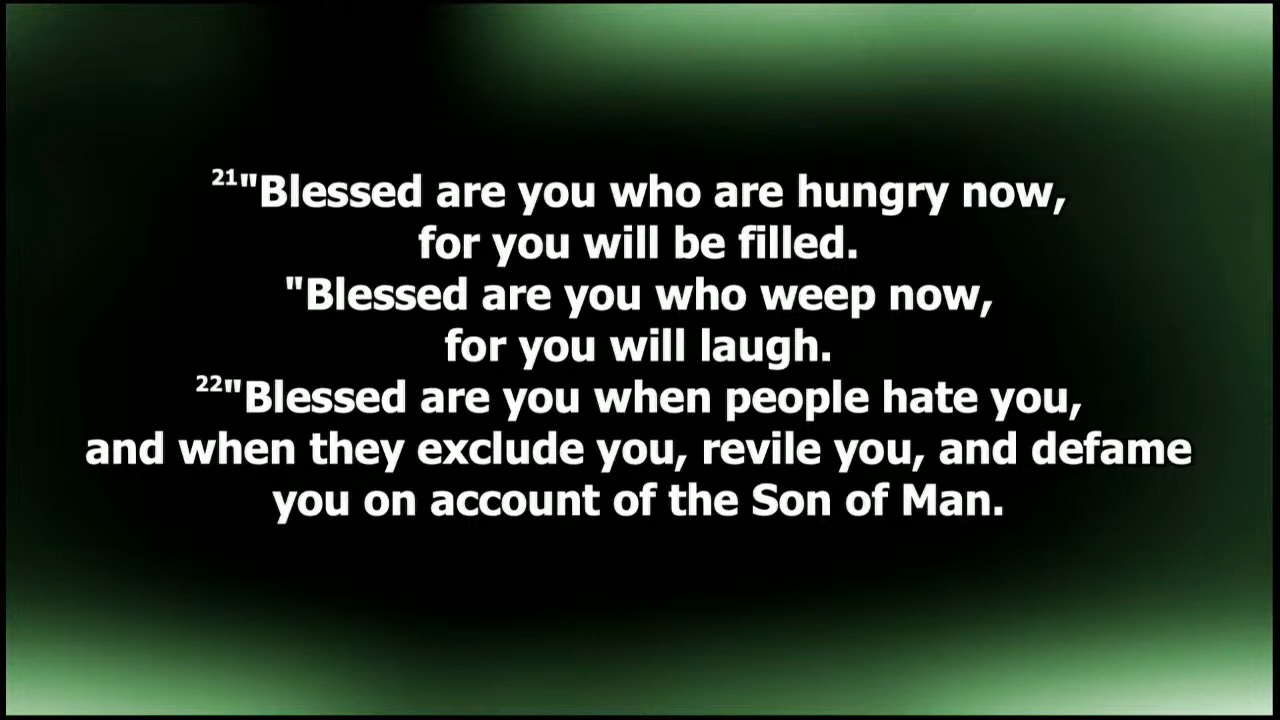 21"Blessed are you who are hungry now,
for you will be filled.
"Blessed are you who weep now,
for you will laugh.
22"Blessed are you when people hate you,
and when they exclude you, revile you, and defame
you on account of the Son of Man.